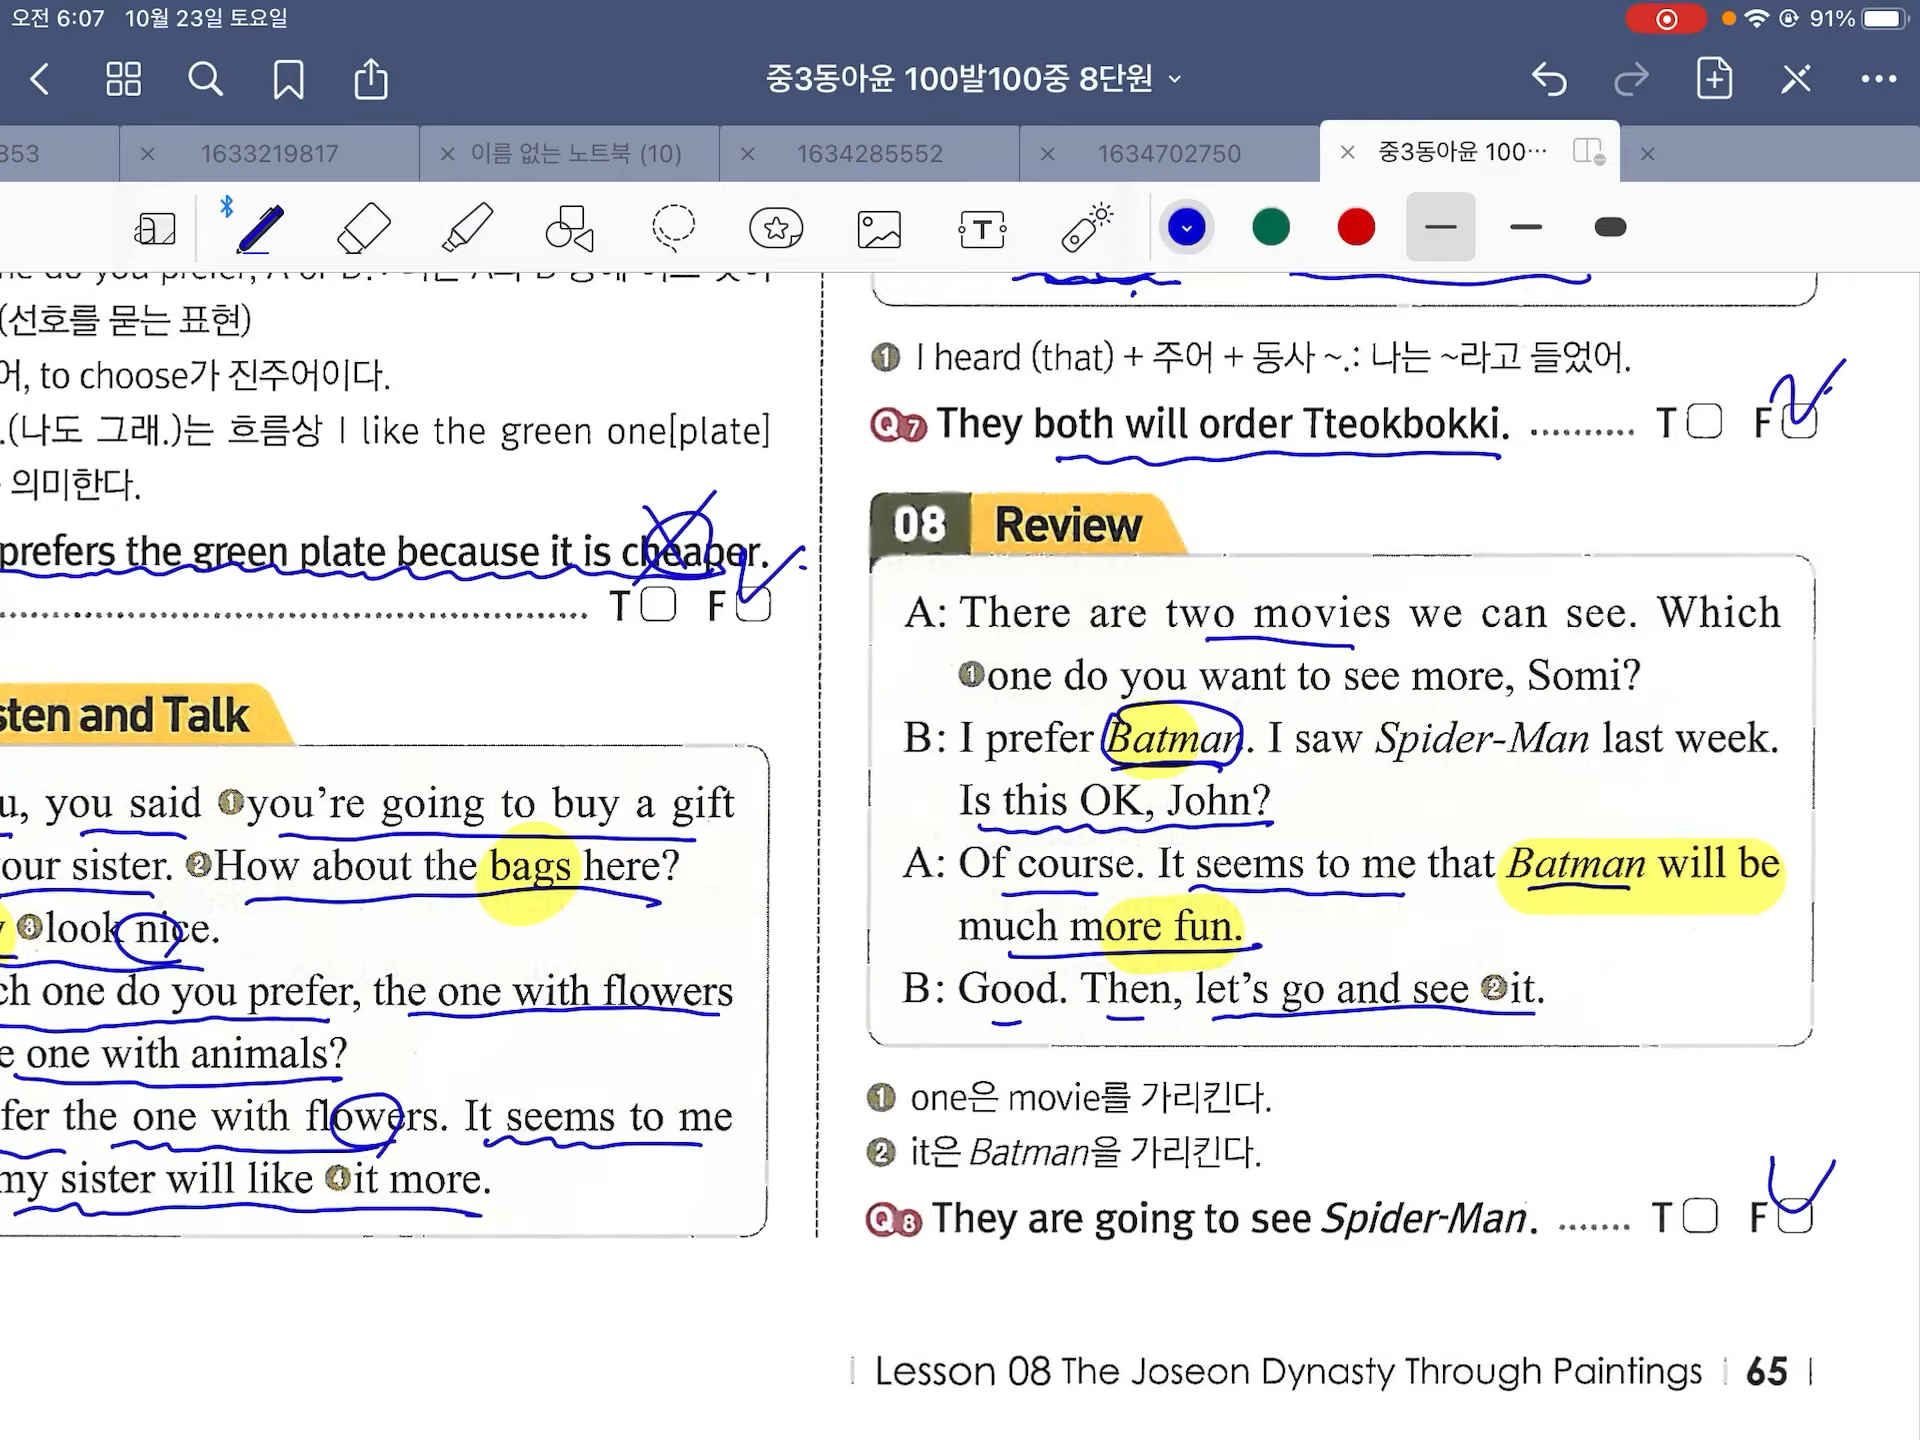 오전 6:07 10월 23일 토요일
91%
중3동아윤 100발100중 8단원
853
1633219817
이름 없는 노트북 (10)
1634285552
1634702750
중3동아윤 100…
(선호를 묻는 표현)
어, to choose가 진주어이다.
.(나도 그래.)는 흐름상 I like the green one[plate]
의미한다.
prefers the green plate because it is cheaper.
T F
sten and Talk
u, you said ❶you're going to buy a gift
our sister. ❷How about the bags here?
❸look nice.
ch one do you prefer, the one with flowers
e one with animals?
fer the one with flowers. It seems to me
my sister will like ❹it more.
❶ I heard (that) + 주어 + 동사 ~.: 나는 ~라고 들었어.
Q7 They both will order Tteokbokki. .......... T F
08 Review
A: There are two movies we can see. Which
❶one do you want to see more, Somi?
B: I prefer Batman. I saw Spider-Man last week.
Is this OK, John?
A: Of course. It seems to me that Batman will be
much more fun.
B: Good. Then, let's go and see ❷it.
❶ one은 movie를 가리킨다.
❷ it은 Batman을 가리킨다.
Q8 They are going to see Spider-Man. ....... T F
Lesson 08 The Joseon Dynasty Through Paintings | 65 |